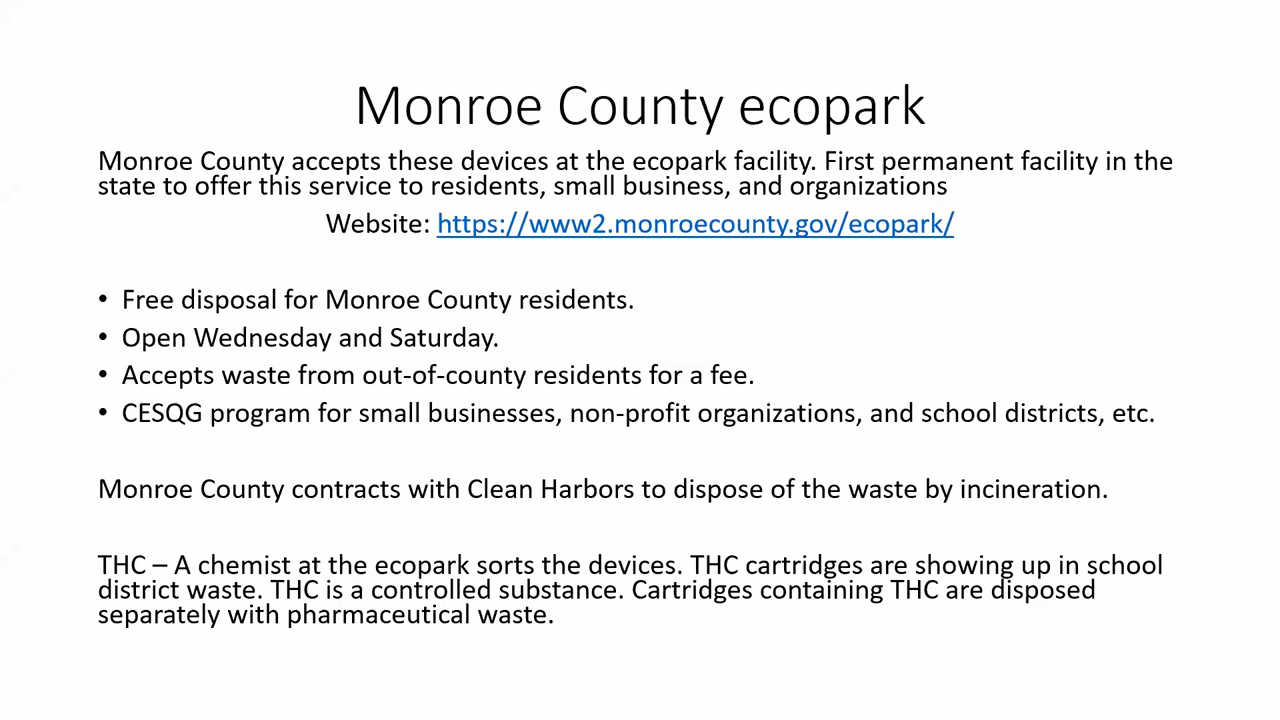 Monroe County ecopark
Monroe County accepts these devices at the ecopark facility. First permanent facility in the
state to offer this service to residents, small business, and organizations
Website: https://www2.monroecounty.gov/ecopark/
• Free disposal for Monroe County residents.
• Open Wednesday and Saturday.
• Accepts waste from out-of-county residents for a fee.
• CESQG program for small businesses, non-profit organizations, and school districts, etc.
Monroe County contracts with Clean Harbors to dispose of the waste by incineration.
THC – A chemist at the ecopark sorts the devices. THC cartridges are showing up in school
district waste. THC is a controlled substance. Cartridges containing THC are disposed
separately with pharmaceutical waste.